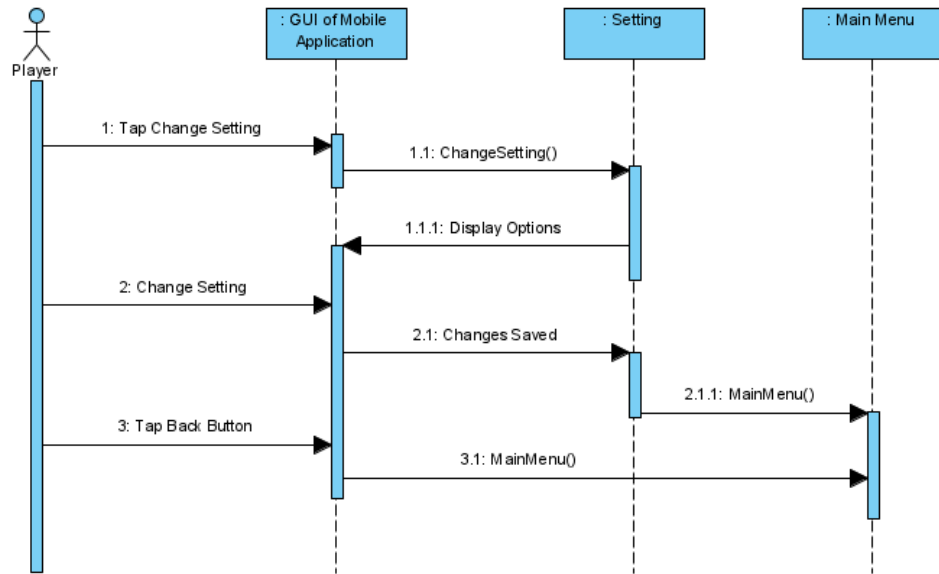 : GUI of Mobile
Application
: Setting
: Main Menu
Player
1: Tap Change Setting
1.1: ChangeSetting()
1.1.1: Display Options
2: Change Setting
2.1: Changes Saved
2.1.1: MainMenu()
3: Tap Back Button
3.1: MainMenu()